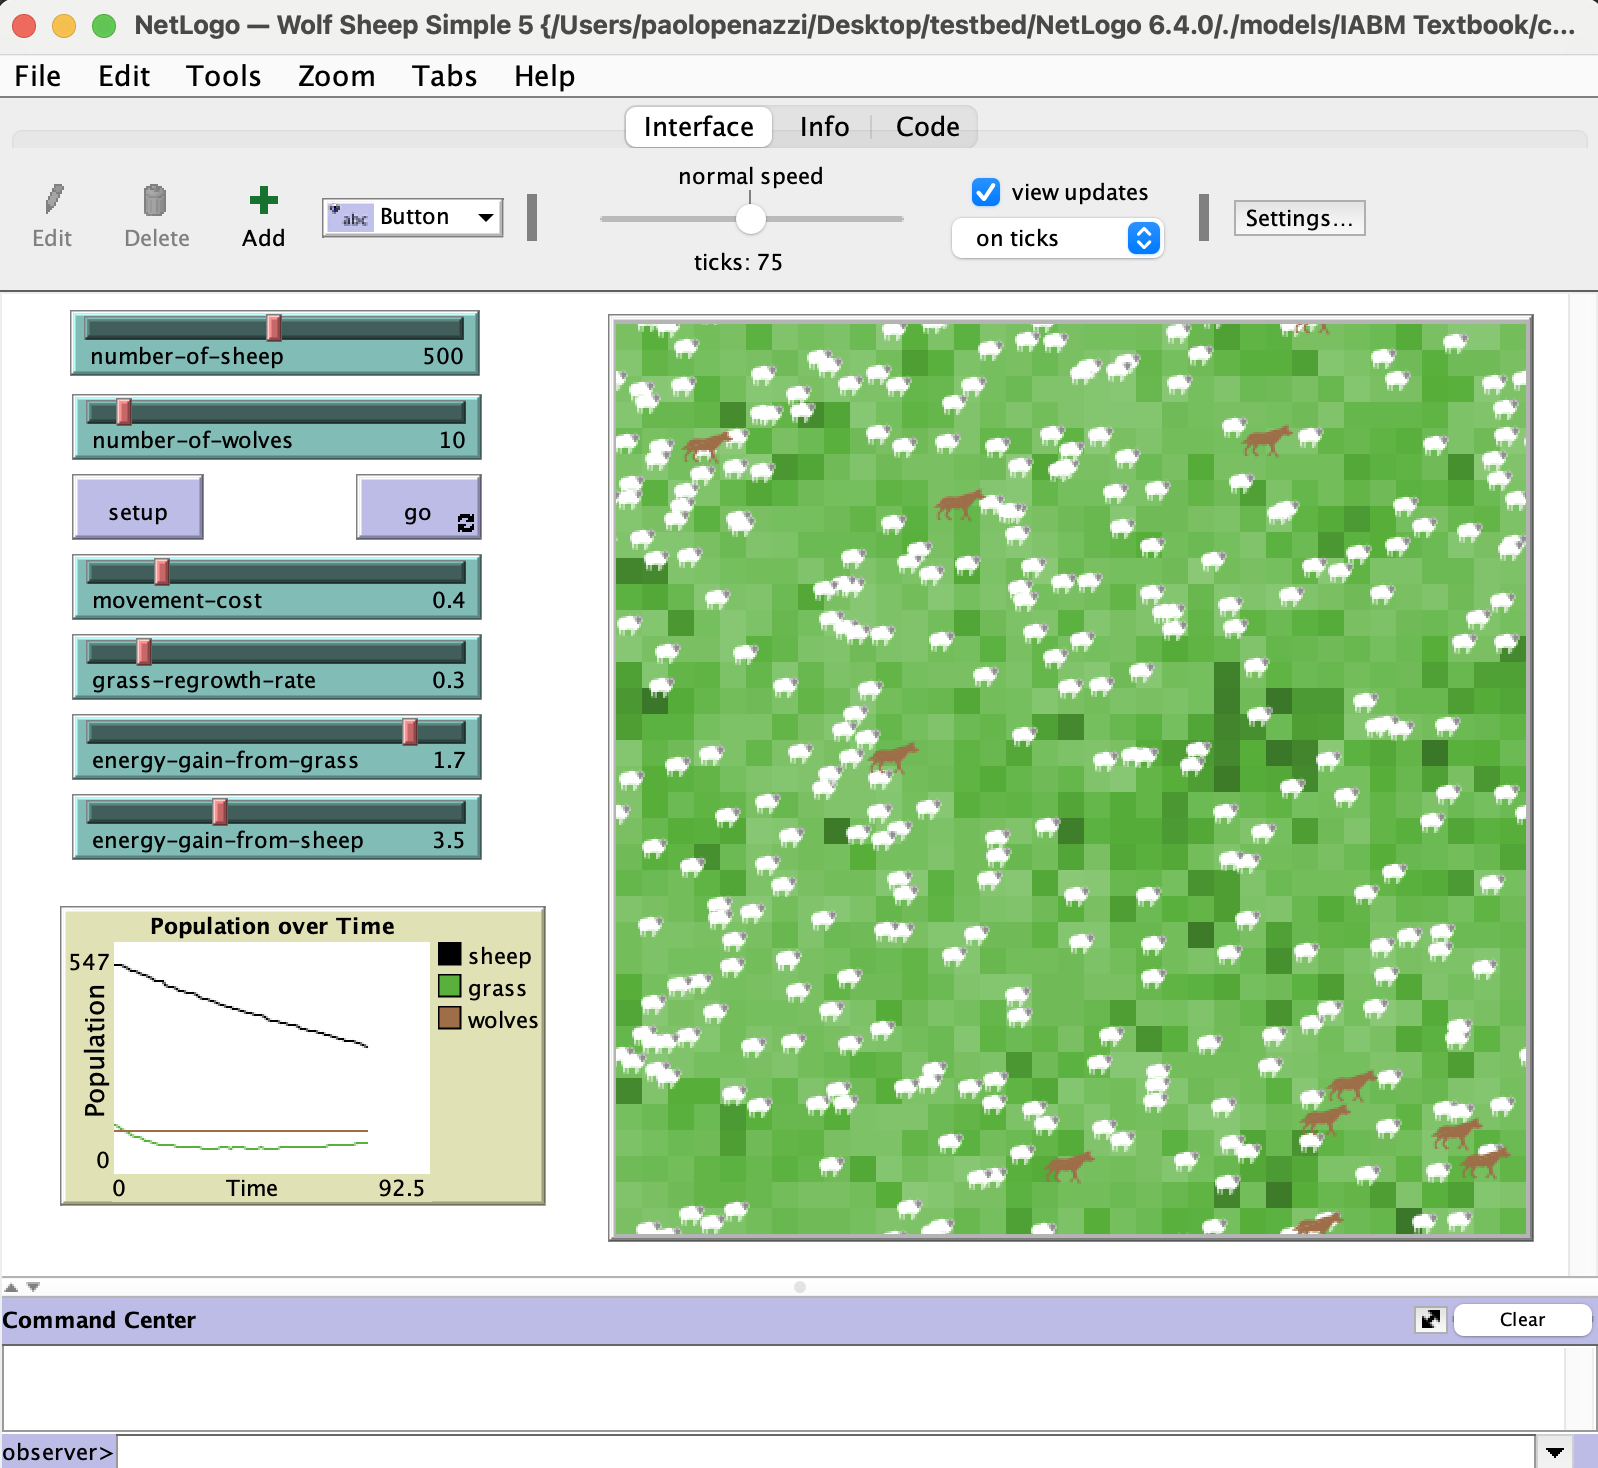 NetLogo — Wolf Sheep Simple 5 {/Users/paolopenazzi/Desktop/testbed/NetLogo 6.4.0/./models/IABM Textbook/c...
File Edit Tools Zoom Tabs Help
Interface Info Code
Edit Delete Add
abc Button
normal speed
ticks: 75
view updates
on ticks
Settings...
number-of-sheep 500
number-of-wolves 10
setup go
movement-cost 0.4
grass-regrowth-rate 0.3
energy-gain-from-grass 1.7
energy-gain-from-sheep 3.5
Population over Time
547
Population
0
0 Time 92.5
sheep
grass
wolves
Command Center Clear
observer>